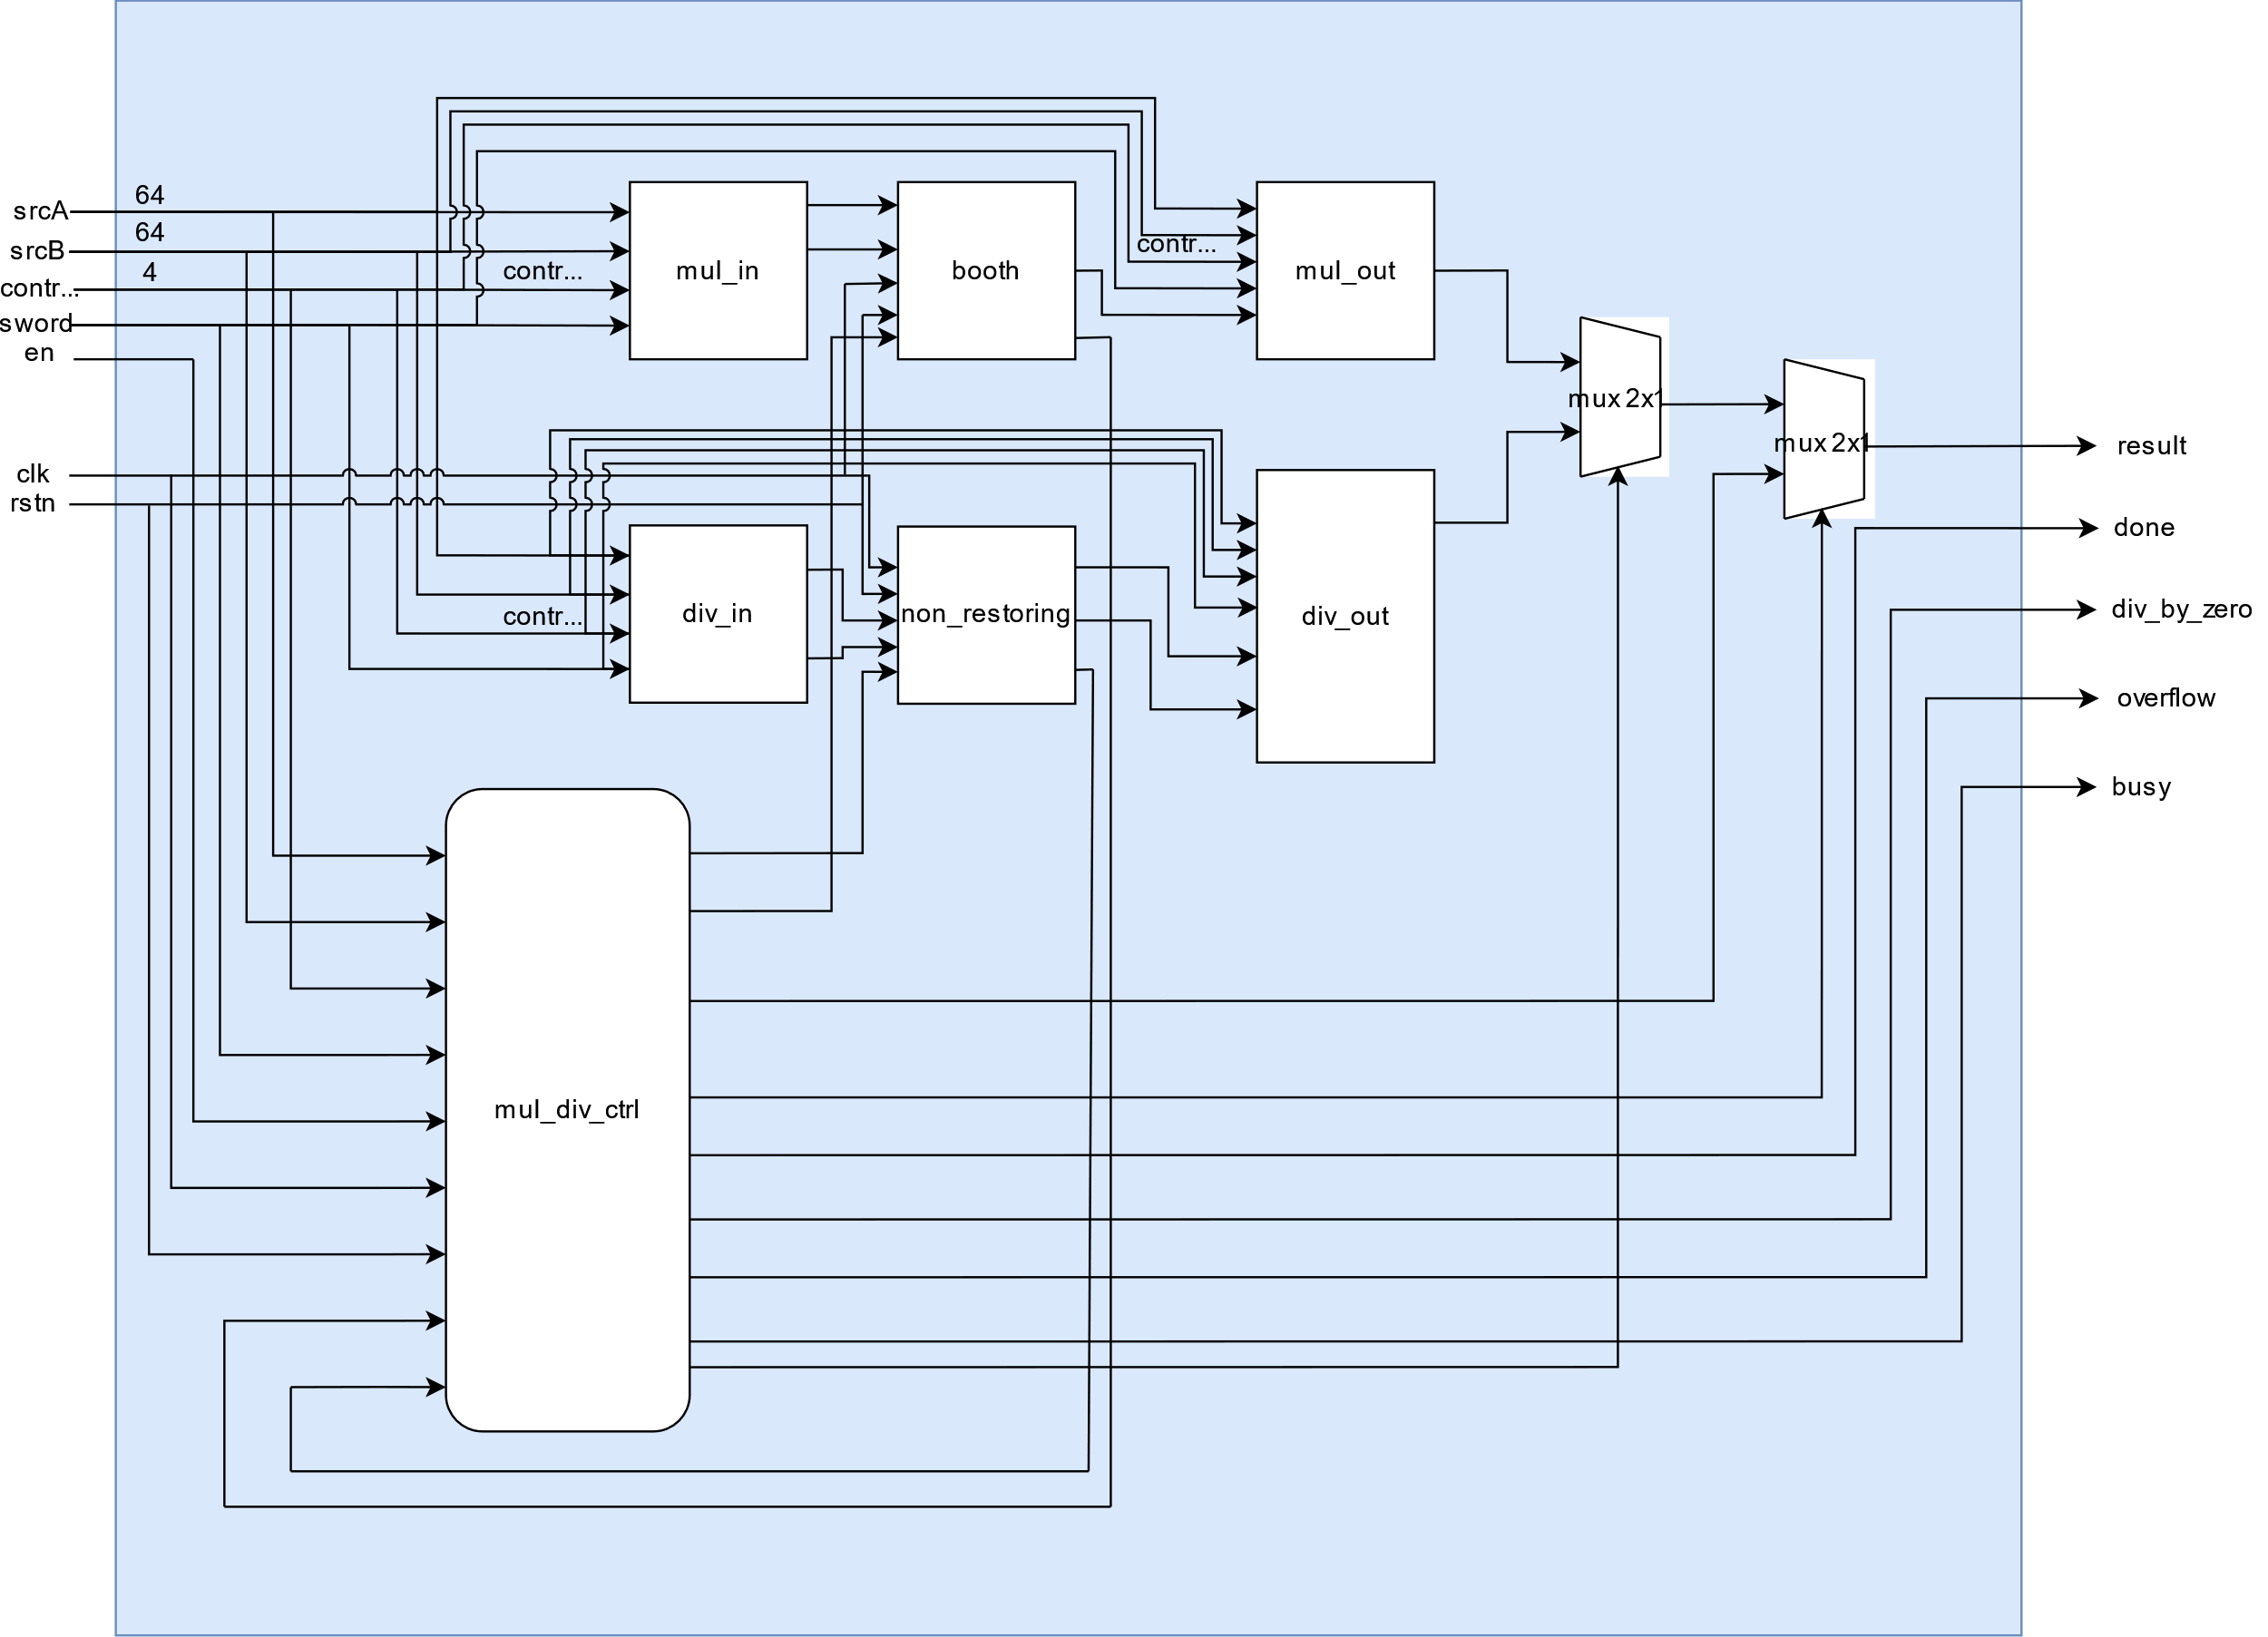 64
srcA
64
srcB
4
contr...
sword
en
clk
rstn
contr...
mul_in
booth
contr...
mul_out
mux 2x1
mux 2x1
result
done
div_by_zero
overflow
busy
contr...
div_in
non_restoring
div_out
mul_div_ctrl